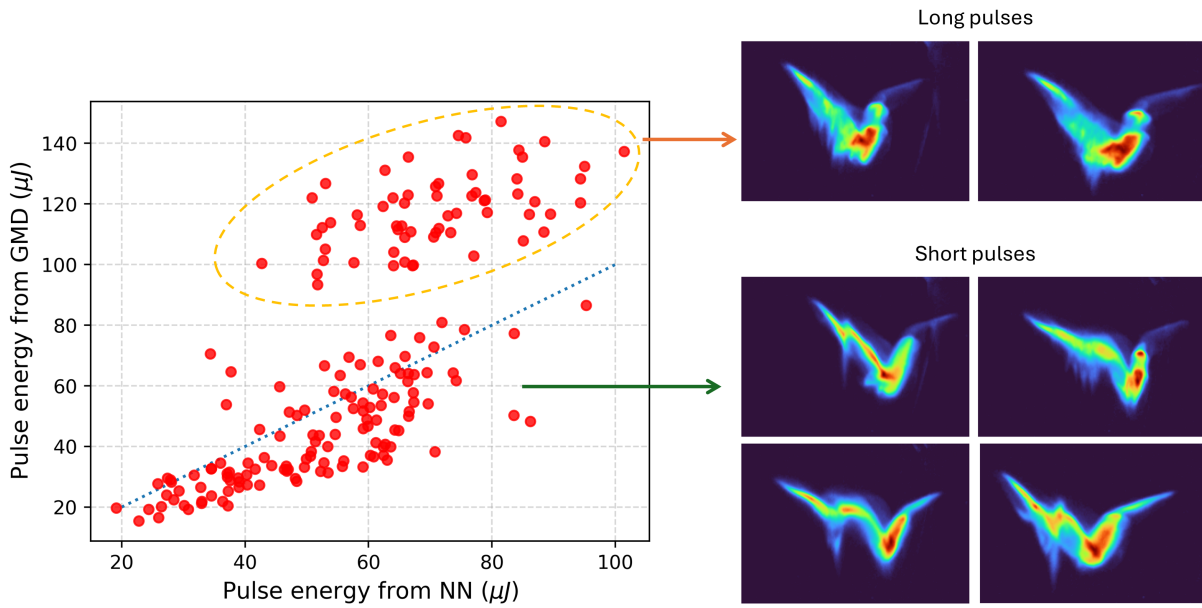 Long pulses
Short pulses
140
120
100
80
60
40
20
20 40 60 80 100
Pulse energy from GMD (μJ)
Pulse energy from NN (μJ)